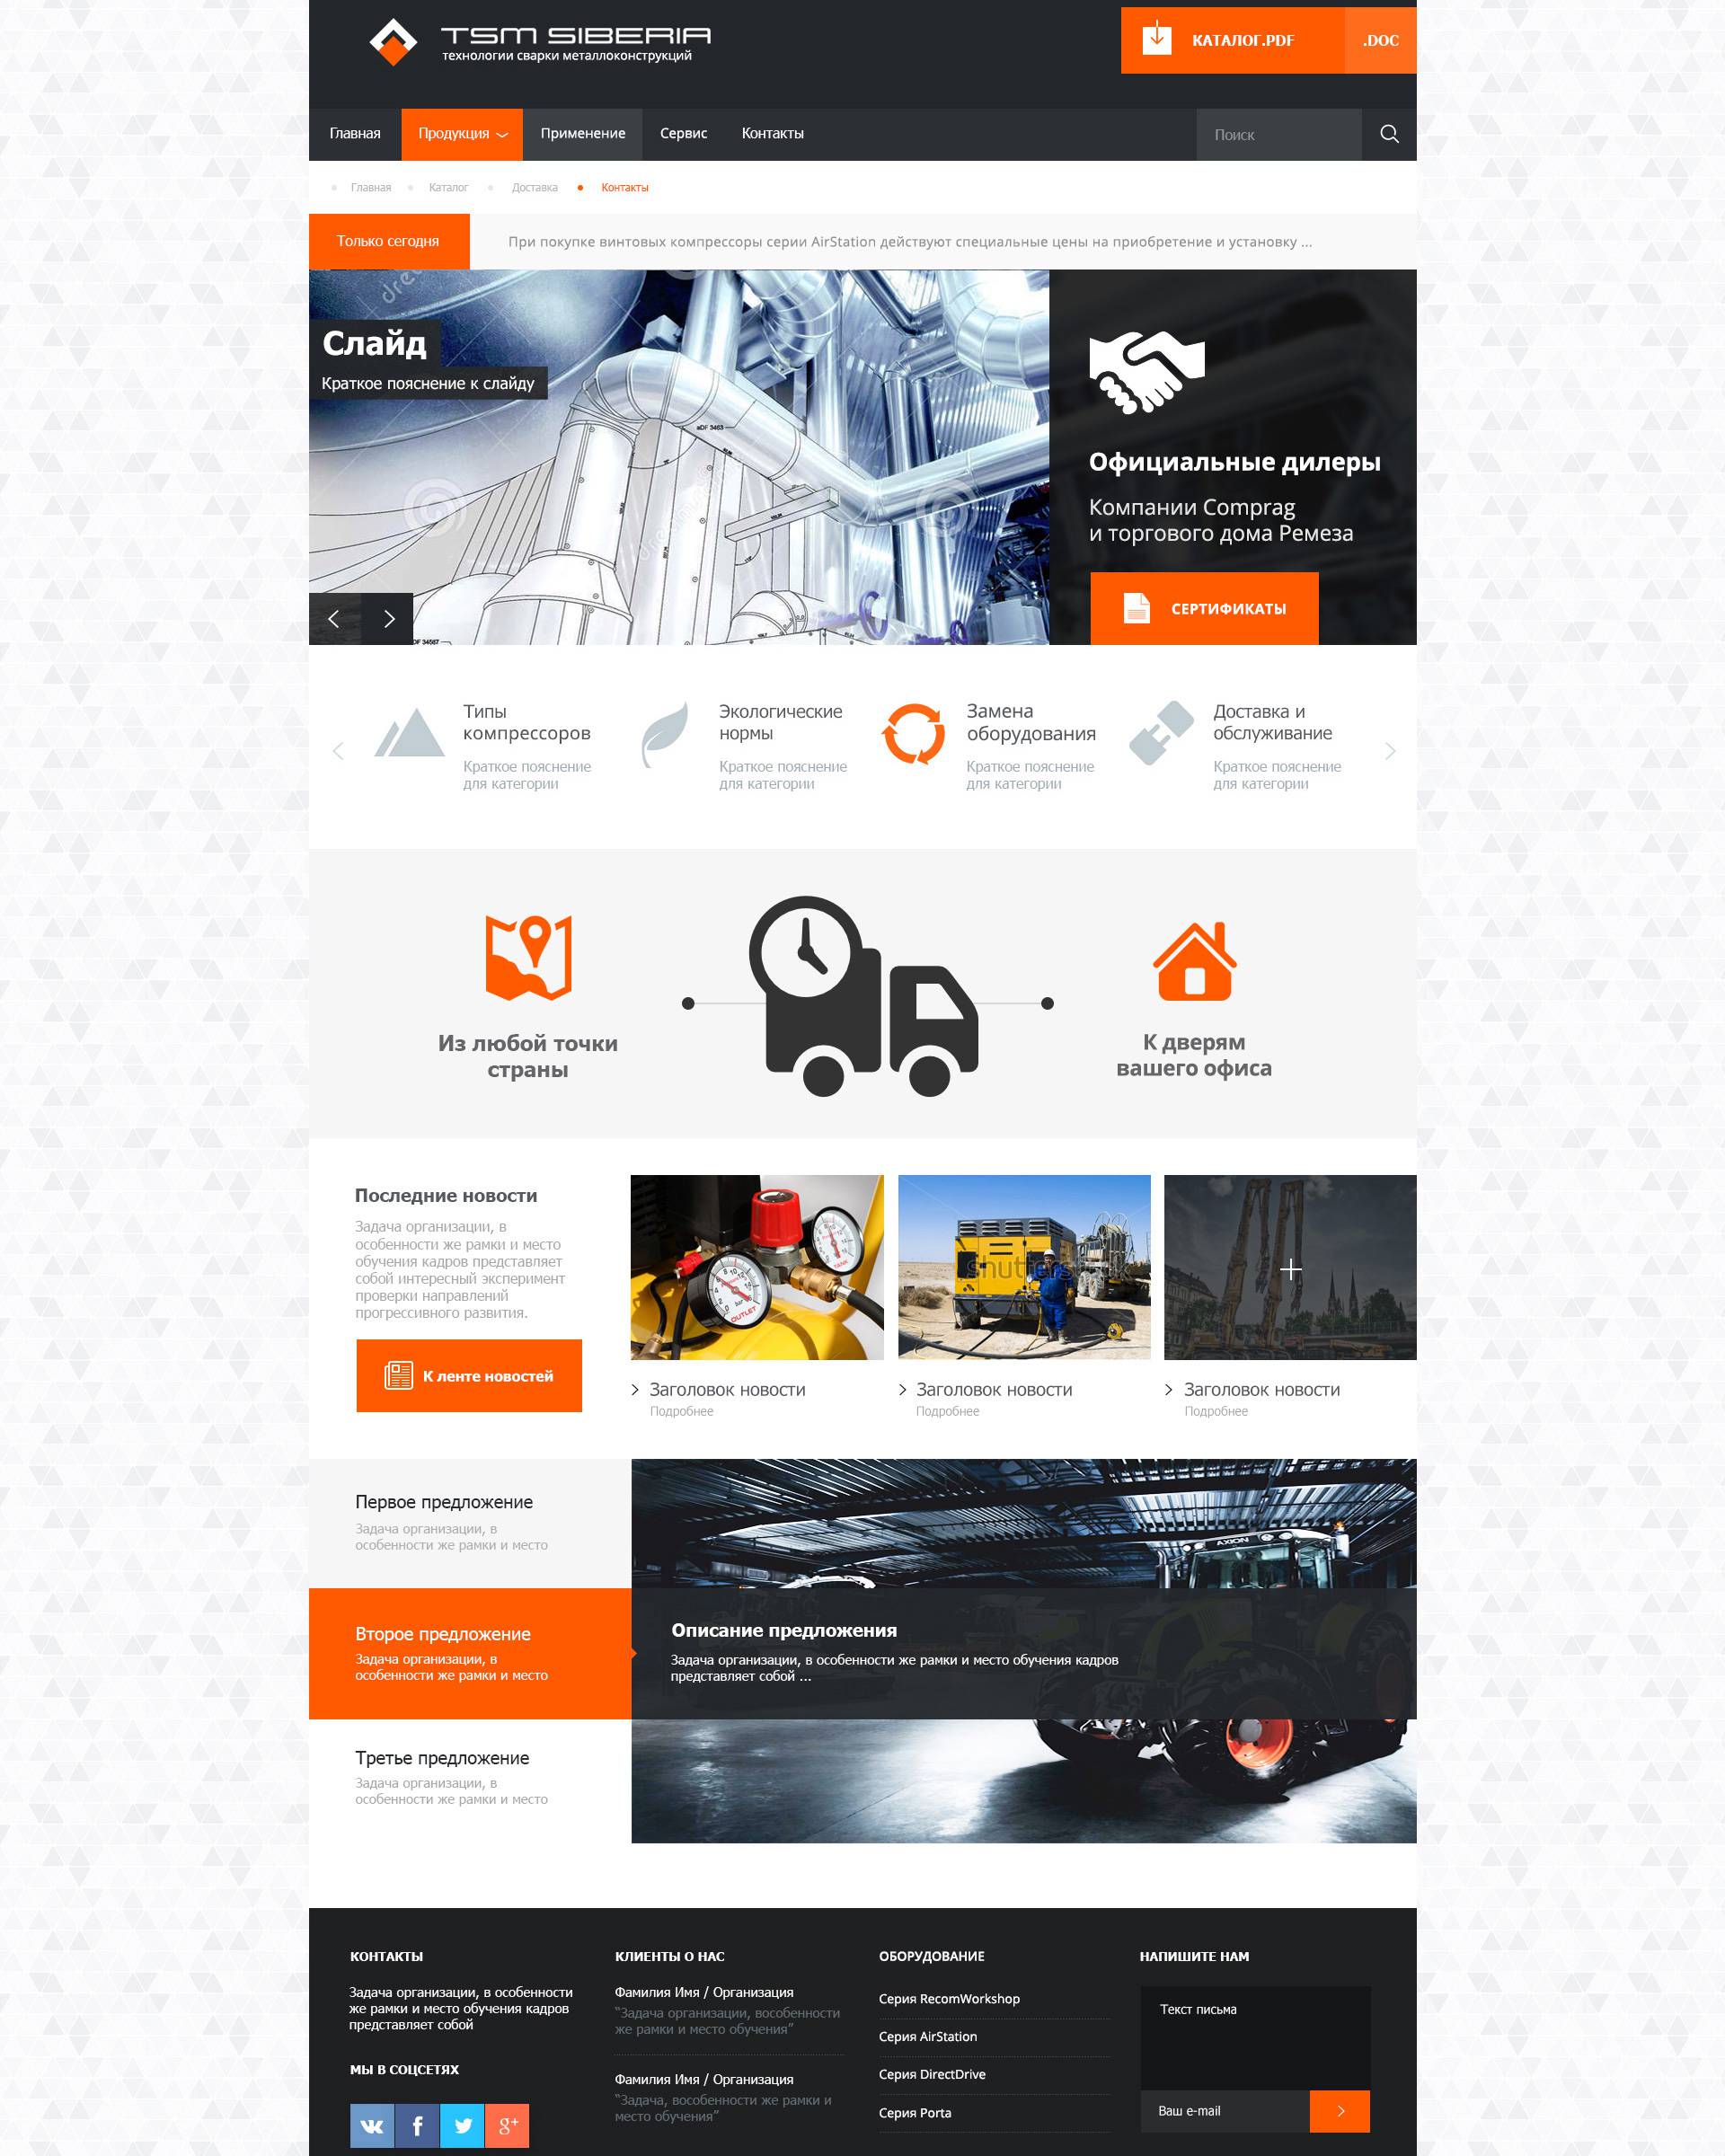 TSM SIBERIA
технологии сварки металлоконструкций
КАТАЛОГ.PDF
.DOC
Главная
Продукция
Применение
Сервис
Контакты
Поиск
Главная
Каталог
Доставка
Контакты
Только сегодня
При покупке винтовых компрессоры серии AirStation действуют специальные цены на приобретение и установку ...
Слайд
Краткое пояснение к слайду
aDF 3463
DF 34567
Официальные дилеры
Компании Comprag
и торгового дома Ремеза
СЕРТИФИКАТЫ
Типы
компрессоров
Краткое пояснение
для категории
Экологические
нормы
Краткое пояснение
для категории
Замена
оборудования
Краткое пояснение
для категории
Доставка и
обслуживание
Краткое пояснение
для категории
Из любой точки
страны
К дверям
вашего офиса
Последние новости
Задача организации, в
особенности же рамки и место
обучения кадров представляет
собой интересный эксперимент
проверки направлений
прогрессивного развития.
К ленте новостей
TANK
bar
OUTLET
Заголовок новости
Подробнее
Заголовок новости
Подробнее
Заголовок новости
Подробнее
Первое предложение
Задача организации, в
особенности же рамки и место
Второе предложение
Задача организации, в
особенности же рамки и место
Третье предложение
Задача организации, в
особенности же рамки и место
AXION
Описание предложения
Задача организации, в особенности же рамки и место обучения кадров
представляет собой ...
КОНТАКТЫ
Задача организации, в особенности
же рамки и место обучения кадров
представляет собой
МЫ В СОЦСЕТЯХ
f
g+
КЛИЕНТЫ О НАС
Фамилия Имя / Организация
“Задача организации, вособенности
же рамки и место обучения”
Фамилия Имя / Организация
“Задача, вособенности же рамки и
место обучения”
ОБОРУДОВАНИЕ
Серия RecomWorkshop
Серия AirStation
Серия DirectDrive
Серия Porta
НАПИШИТЕ НАМ
Текст письма
Ваш e-mail